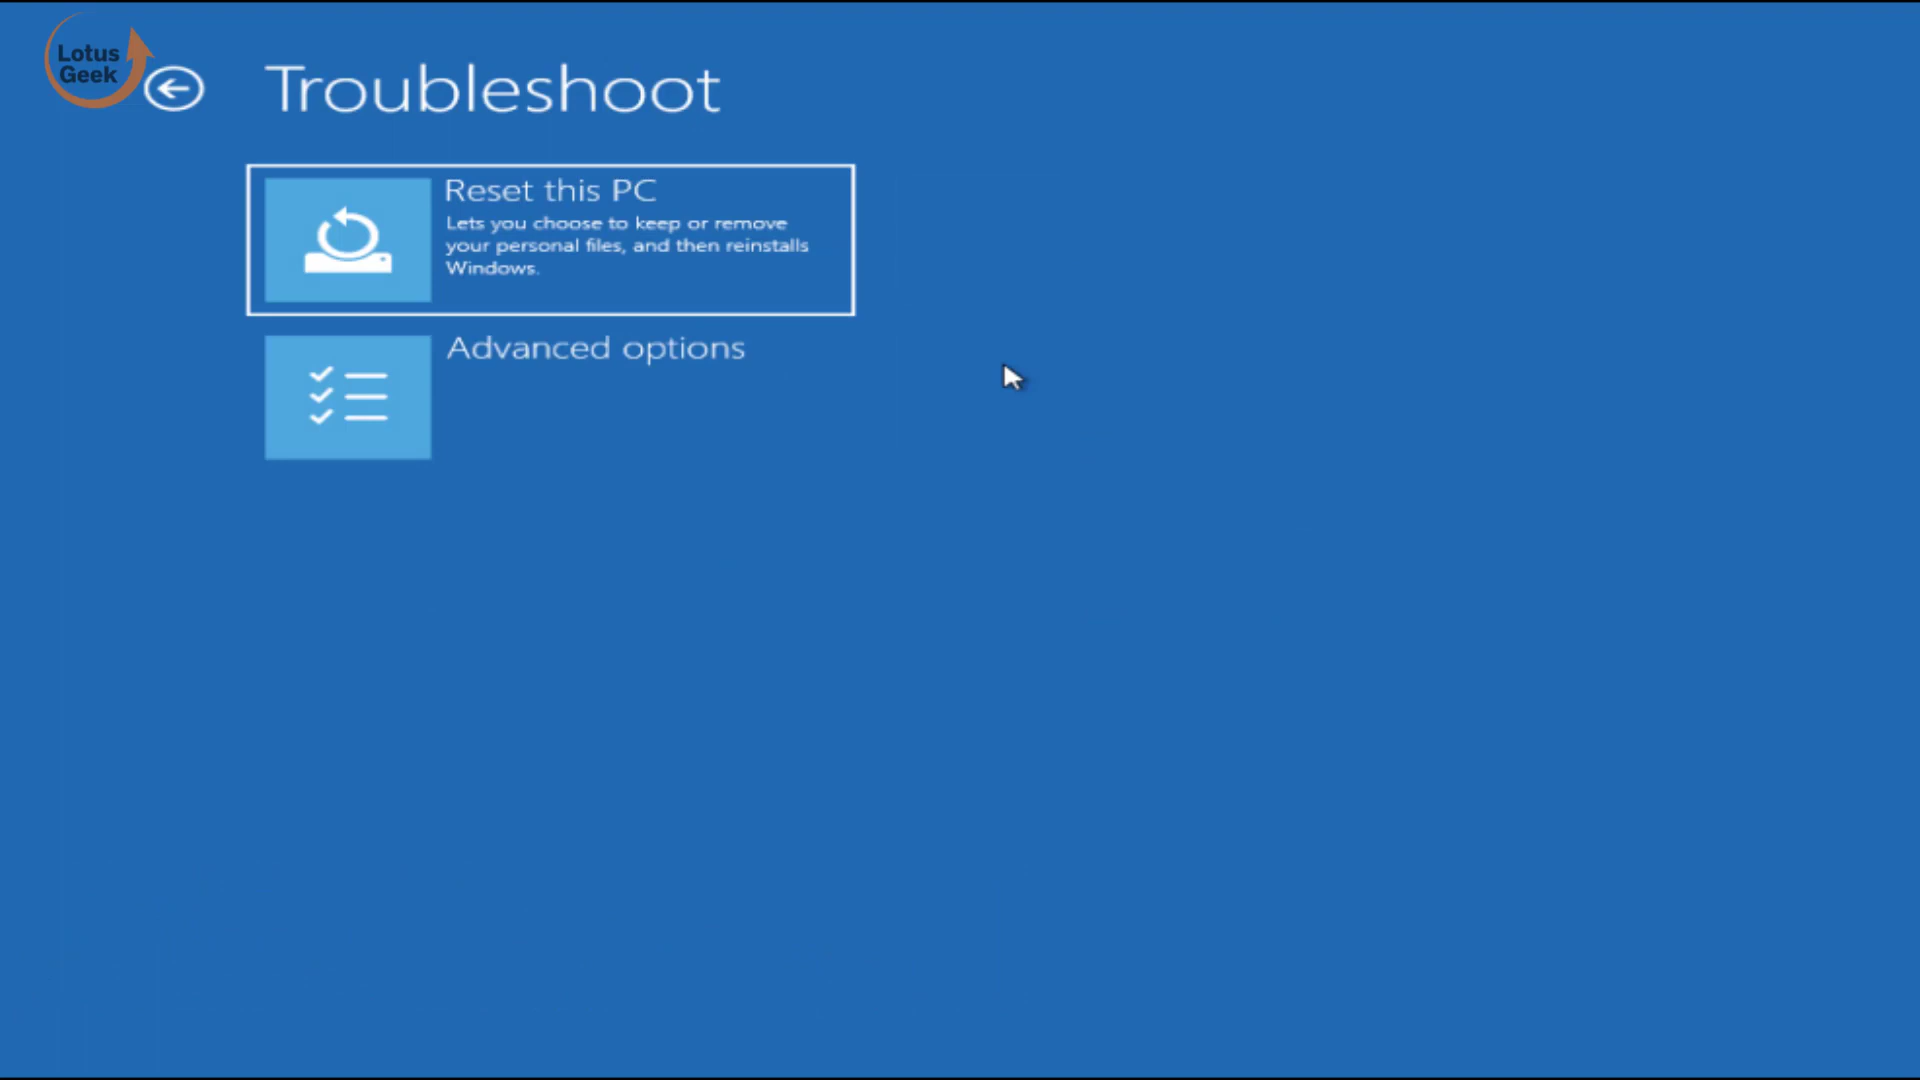 Lotus
Geek
Troubleshoot
Reset this PC
Lets you choose to keep or remove
your personal files, and then reinstalls
Windows.
Advanced options